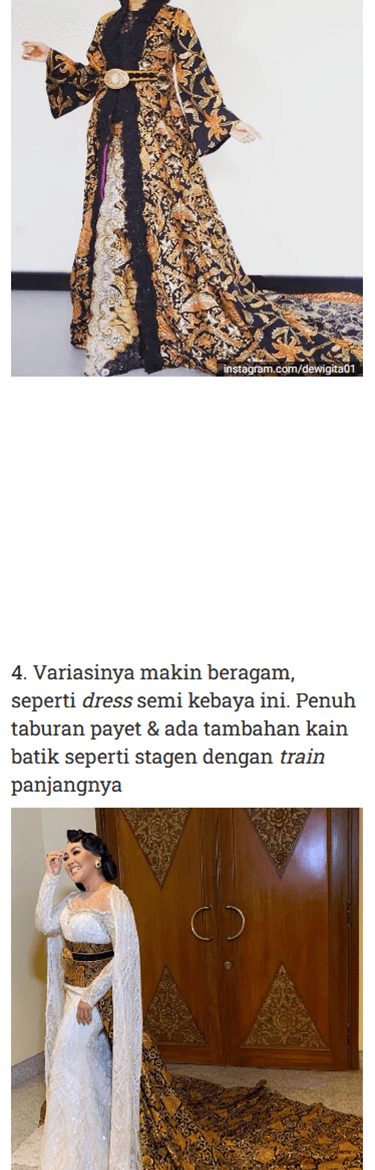 instagram.com/dewigita01
4. Variasinya makin beragam,
seperti dress semi kebaya ini. Penuh
taburan payet & ada tambahan kain
batik seperti stagen dengan train
panjangnya